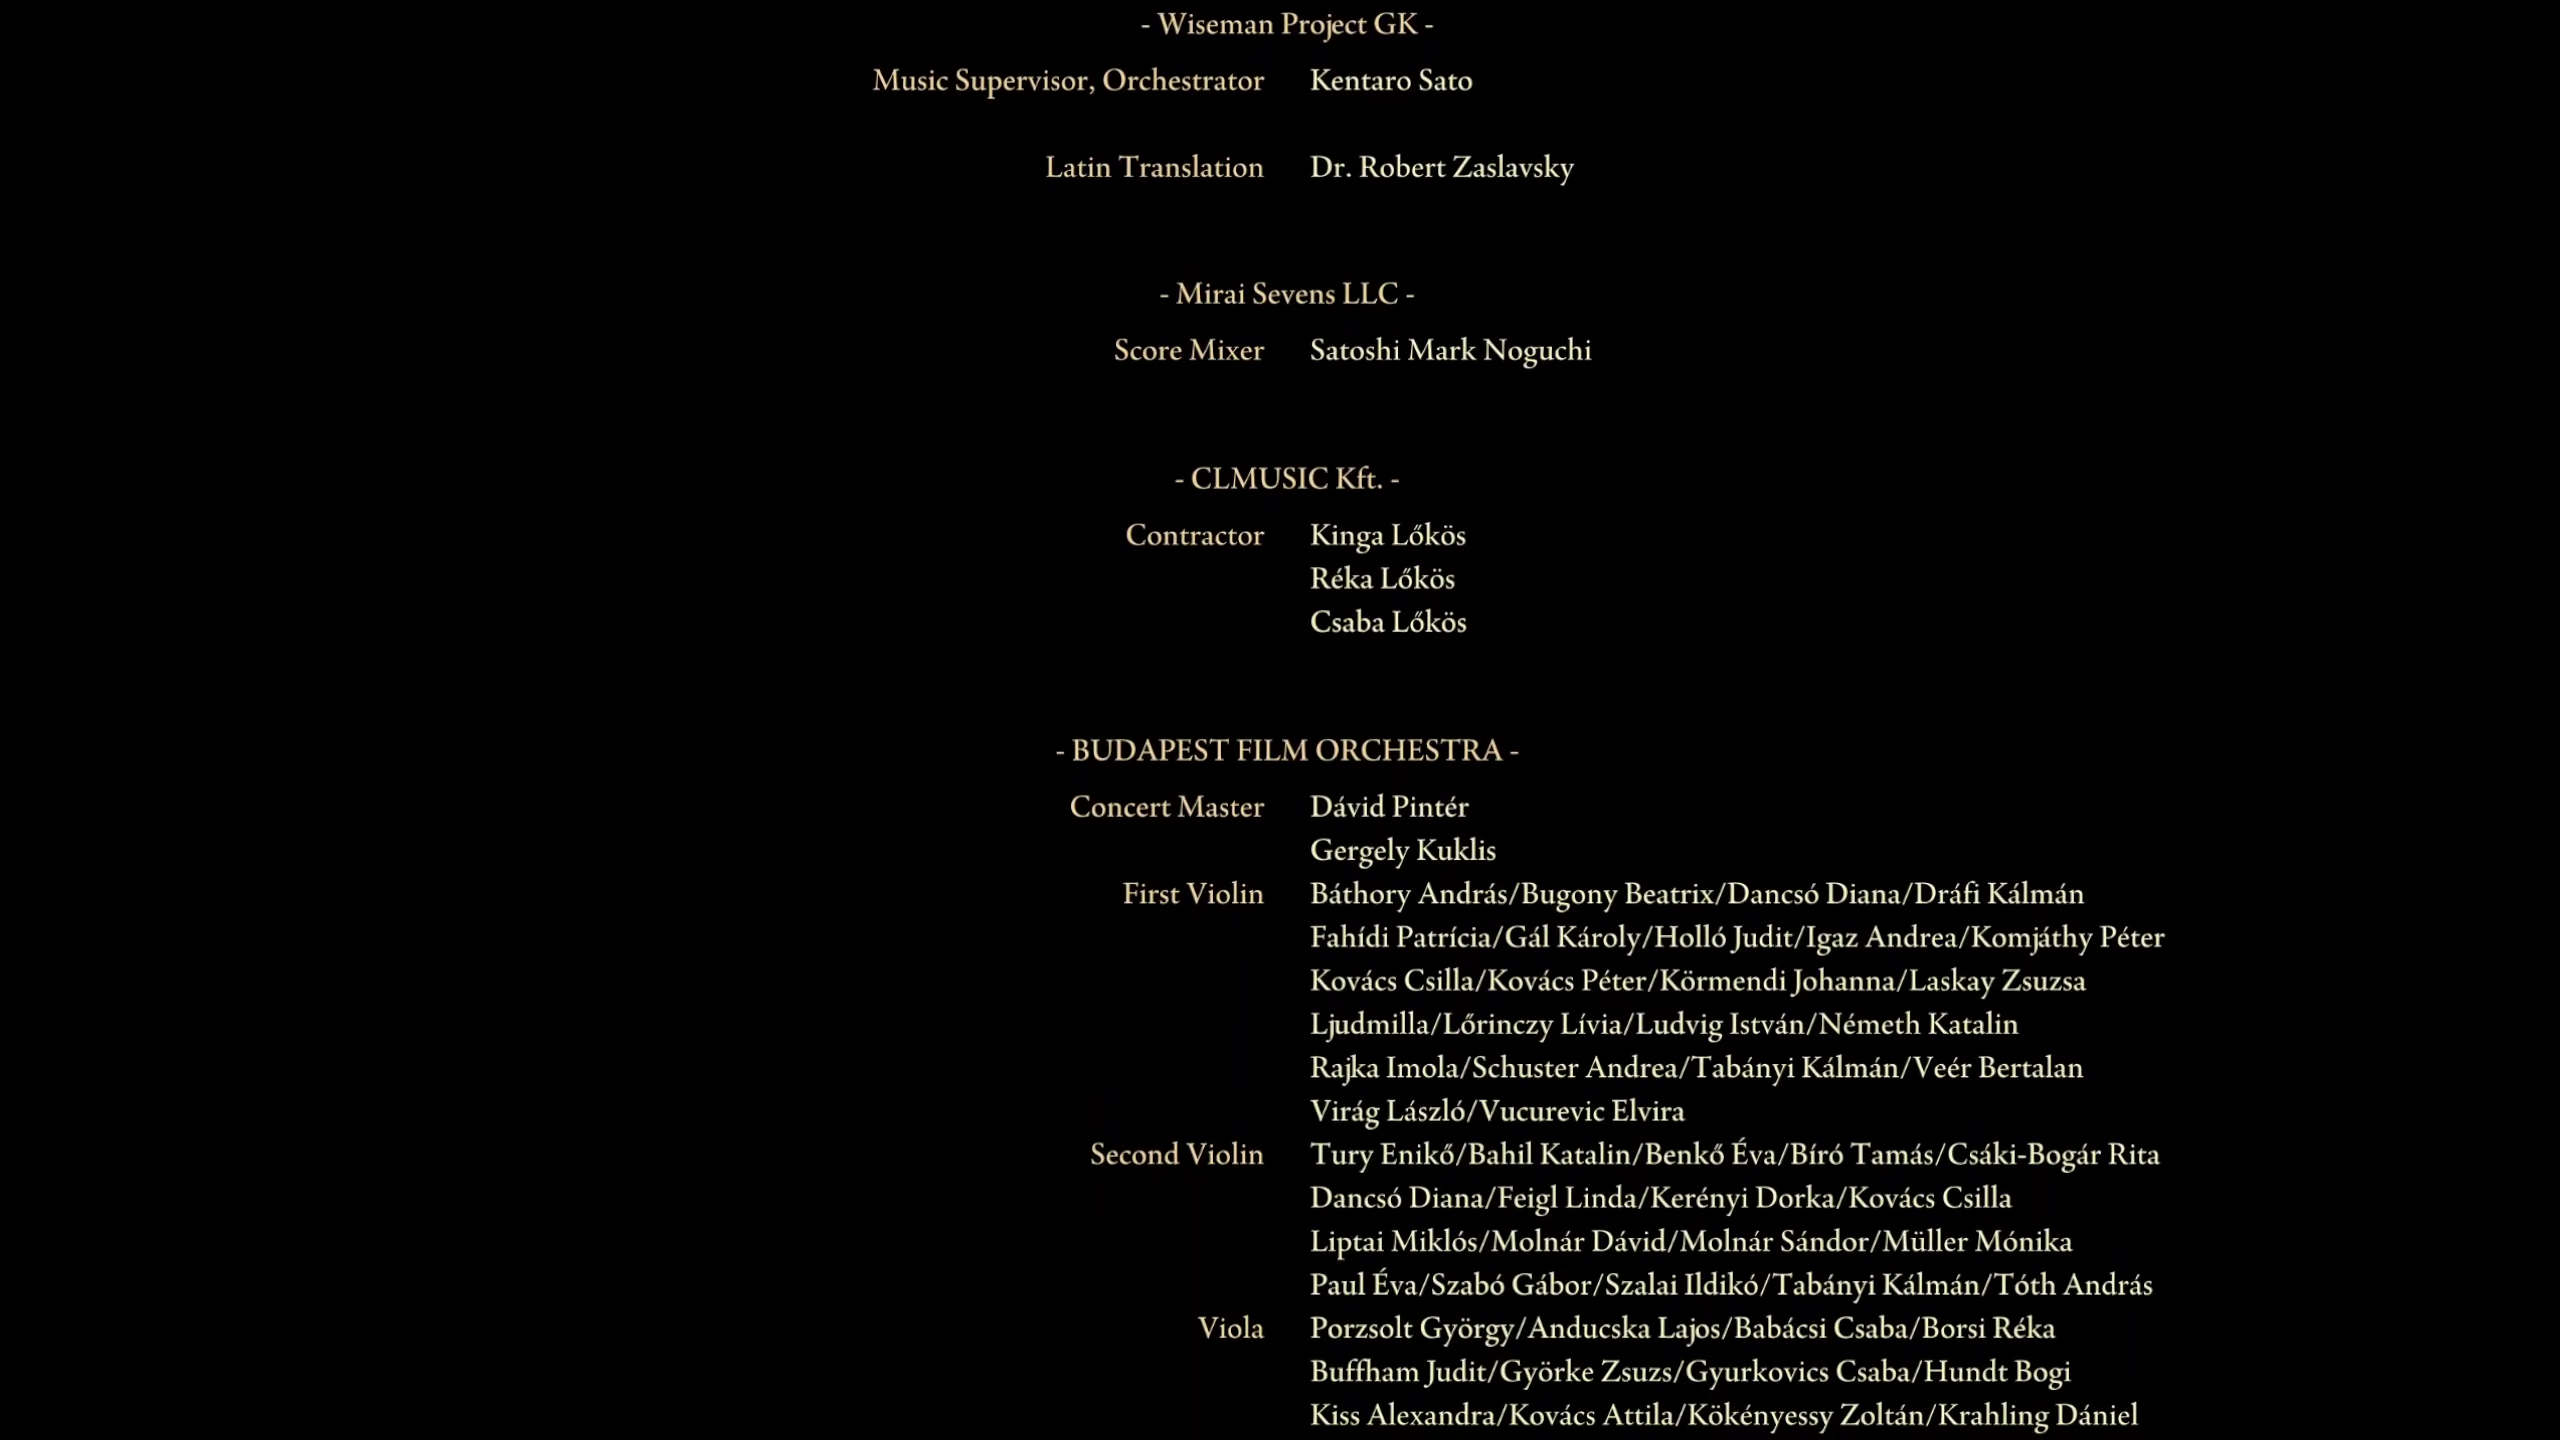 - Wiseman Project GK -
Music Supervisor, Orchestrator Kentaro Sato
Latin Translation Dr. Robert Zaslavsky
- Mirai Sevens LLC -
Score Mixer Satoshi Mark Noguchi
- CLMUSIC Kft. -
Contractor Kinga Lőkös
Réka Lőkös
Csaba Lőkös
- BUDAPEST FILM ORCHESTRA -
Concert Master Dávid Pintér
Gergely Kuklis
First Violin Báthory András/Bugony Beatrix/Dancsó Diana/Dráfi Kálmán
Fahídi Patrícia/Gál Károly/Holló Judit/Igaz Andrea/Komjáthy Péter
Kovács Csilla/Kovács Péter/Körmendi Johanna/Laskay Zsuzsa
Ljudmilla/Lőrinczy Lívia/Ludvig István/Németh Katalin
Rajka Imola/Schuster Andrea/Tabányi Kálmán/Veér Bertalan
Virág László/Vucurevic Elvira
Second Violin Tury Enikő/Bahil Katalin/Benkő Éva/Bíró Tamás/Csáki-Bogár Rita
Dancsó Diana/Feigl Linda/Kerényi Dorka/Kovács Csilla
Liptai Miklós/Molnár Dávid/Molnár Sándor/Müller Mónika
Paul Éva/Szabó Gábor/Szalai Ildikó/Tabányi Kálmán/Tóth András
Viola Porzsolt György/Anducska Lajos/Babácsi Csaba/Borsi Réka
Buffham Judit/Györke Zsuzs/Gyurkovics Csaba/Hundt Bogi
Kiss Alexandra/Kovács Attila/Kökényessy Zoltán/Krahling Dániel